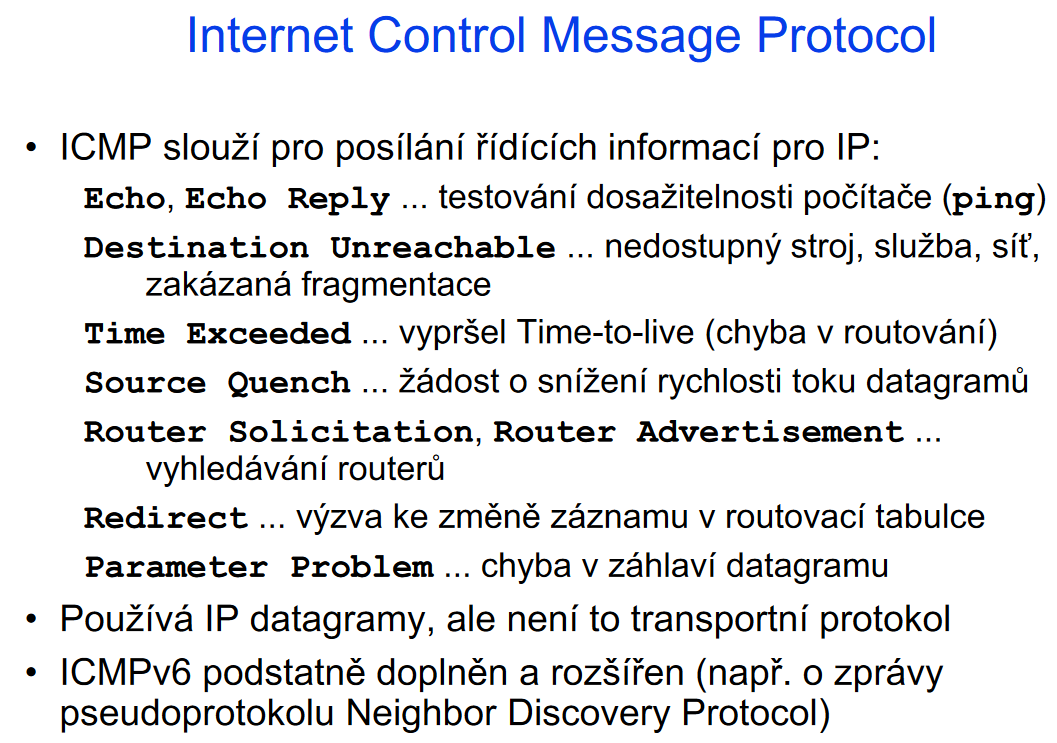 Internet Control Message Protocol
• ICMP slouží pro posílání řídících informací pro IP:
Echo, Echo Reply ... testování dosažitelnosti počítače (ping)
Destination Unreachable ... nedostupný stroj, služba, síť,
zakázaná fragmentace
Time Exceeded ... vypršel Time-to-live (chyba v routování)
Source Quench ... žádost o snížení rychlosti toku datagramů
Router Solicitation, Router Advertisement ...
vyhledávání routerů
Redirect ... výzva ke změně záznamu v routovací tabulce
Parameter Problem ... chyba v záhlaví datagramu
• Používá IP datagramy, ale není to transportní protokol
• ICMPv6 podstatně doplněn a rozšířen (např. o zprávy
pseudoprotokolu Neighbor Discovery Protocol)